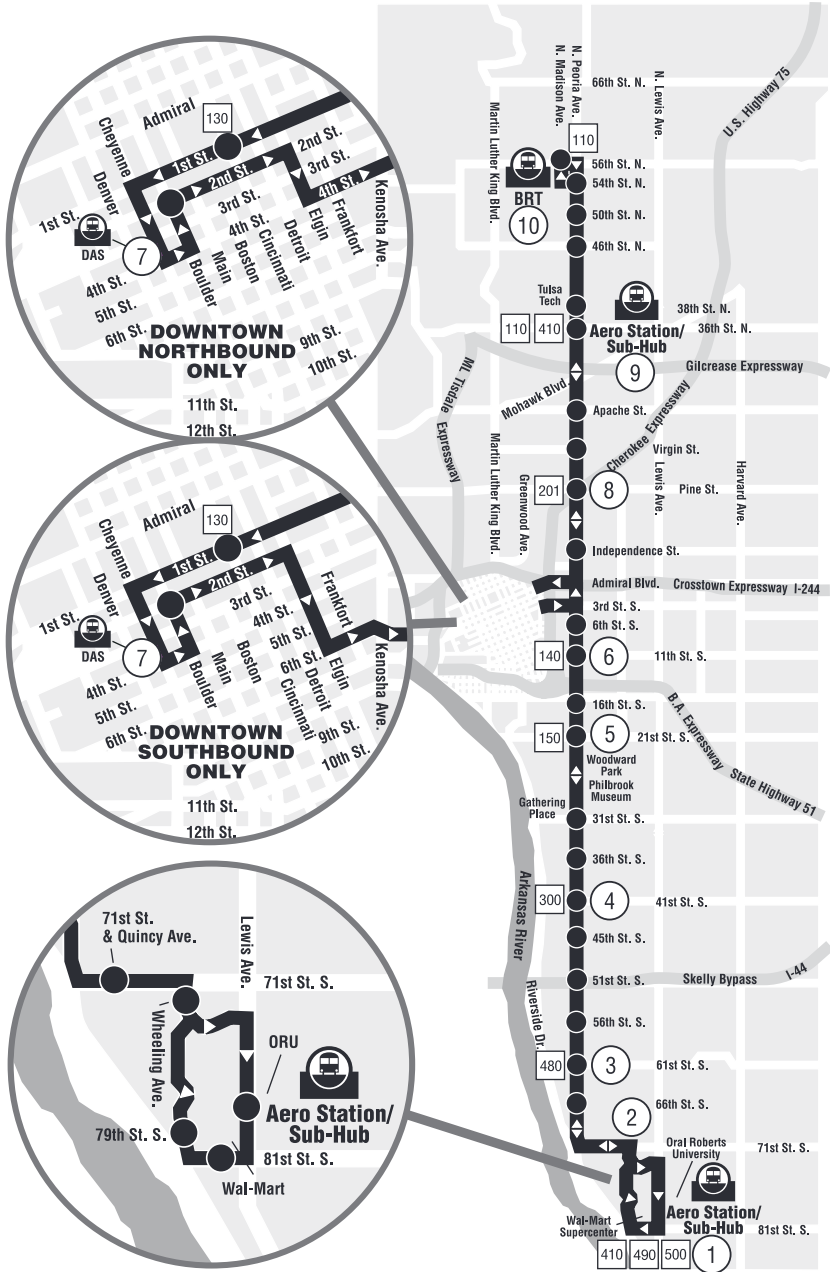 130
Admiral
Cheyenne
Denver
1st St.
1st St.
2nd St.
2nd St.
3rd St.
4th St.
Kenosha Ave.
DAS
7
3rd St.
4th St.
Boulder
Main
Boston
Cincinnati
Detroit
Elgin
Frankfort
4th St.
5th St.
6th St.
DOWNTOWN
NORTHBOUND
ONLY
9th St.
10th St.
11th St.
12th St.
130
Admiral
Cheyenne
Denver
1st St.
1st St.
2nd St.
DAS
7
3rd St.
4th St.
5th St.
6th St.
Boulder
Main
Boston
Cincinnati
Detroit
Elgin
Frankfort
Kenosha Ave.
4th St.
5th St.
6th St.
DOWNTOWN
SOUTHBOUND
ONLY
9th St.
10th St.
11th St.
12th St.
71st St.
& Quincy Ave.
Lewis Ave.
71st St. S.
Wheeling Ave.
ORU
Aero Station/
Sub-Hub
79th St. S.
81st St. S.
Wal-Mart
N. Madison Ave.
N. Peoria Ave.
N. Lewis Ave.
U.S. Highway 75
Martin Luther King Blvd.
66th St. N.
110
56th St. N.
54th St. N.
BRT
10
50th St. N.
46th St. N.
Tulsa
Tech
38th St. N.
110
410
Aero Station/
Sub-Hub
36th St. N.
9
Gilcrease Expressway
ML Tisdale
Expressway
Mohawk Blvd.
Apache St.
Cherokee Expressway
Virgin St.
Martin Luther King Blvd.
Greenwood Ave.
Lewis Ave.
Harvard Ave.
201
8
Pine St.
Independence St.
Admiral Blvd.
Crosstown Expressway I-244
3rd St. S.
6th St. S.
140
6
11th St. S.
16th St. S.
B.A. Expressway
State Highway 51
150
5
21st St. S.
Woodward
Park
Philbrook
Museum
Gathering
Place
31st St. S.
36th St. S.
Arkansas River
300
4
41st St. S.
45th St. S.
51st St. S.
Skelly Bypass
I-44
Riverside Dr.
56th St. S.
480
3
61st St. S.
66th St. S.
2
Oral Roberts
University
71st St. S.
Aero Station/
Sub-Hub
Wal-Mart
Supercenter
81st St. S.
410
490
500
1